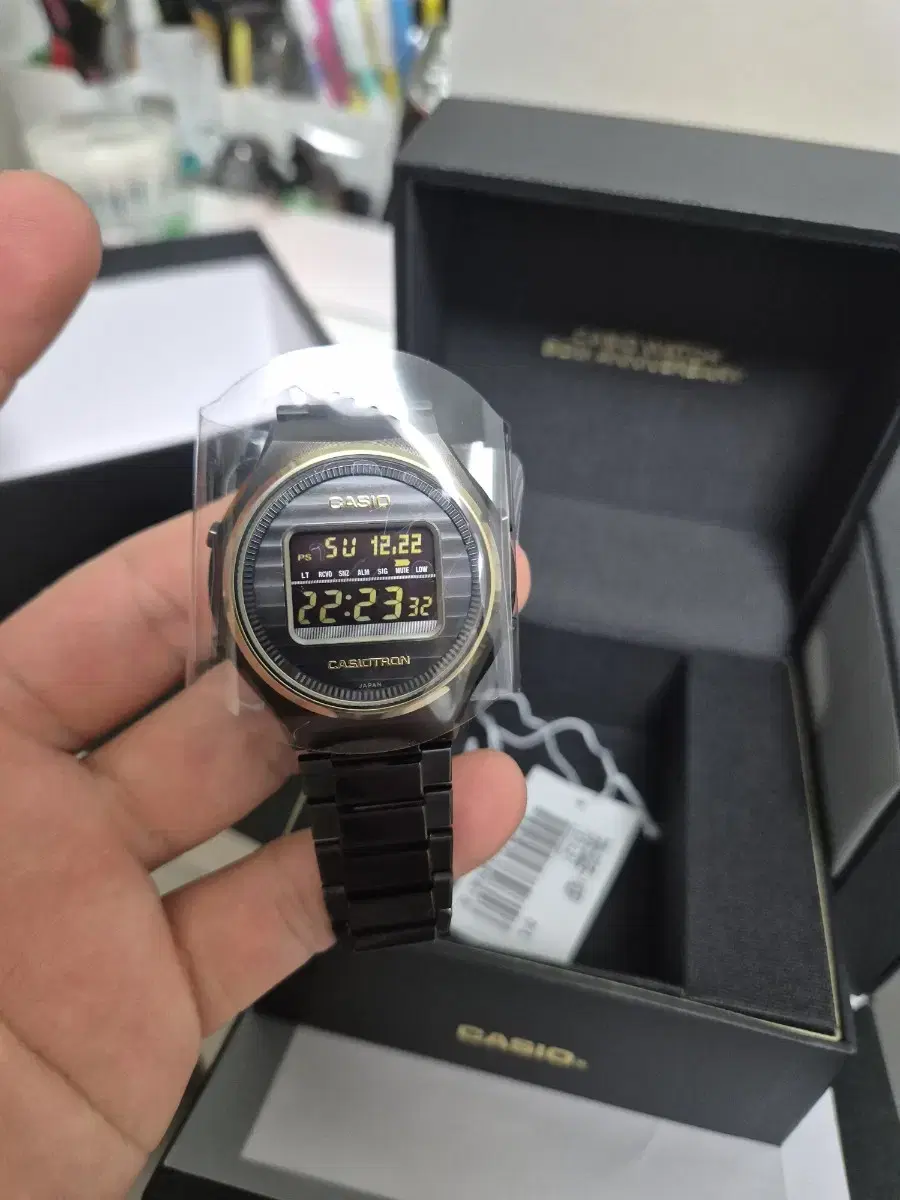 CASIO WATCH
50TH ANNIVERSARY
CASIO
PS SU 12.22
LT RCVD SNZ ALM SIG MUTE LOW
22:23 32
CASIOTRON
JAPAN
CASIO